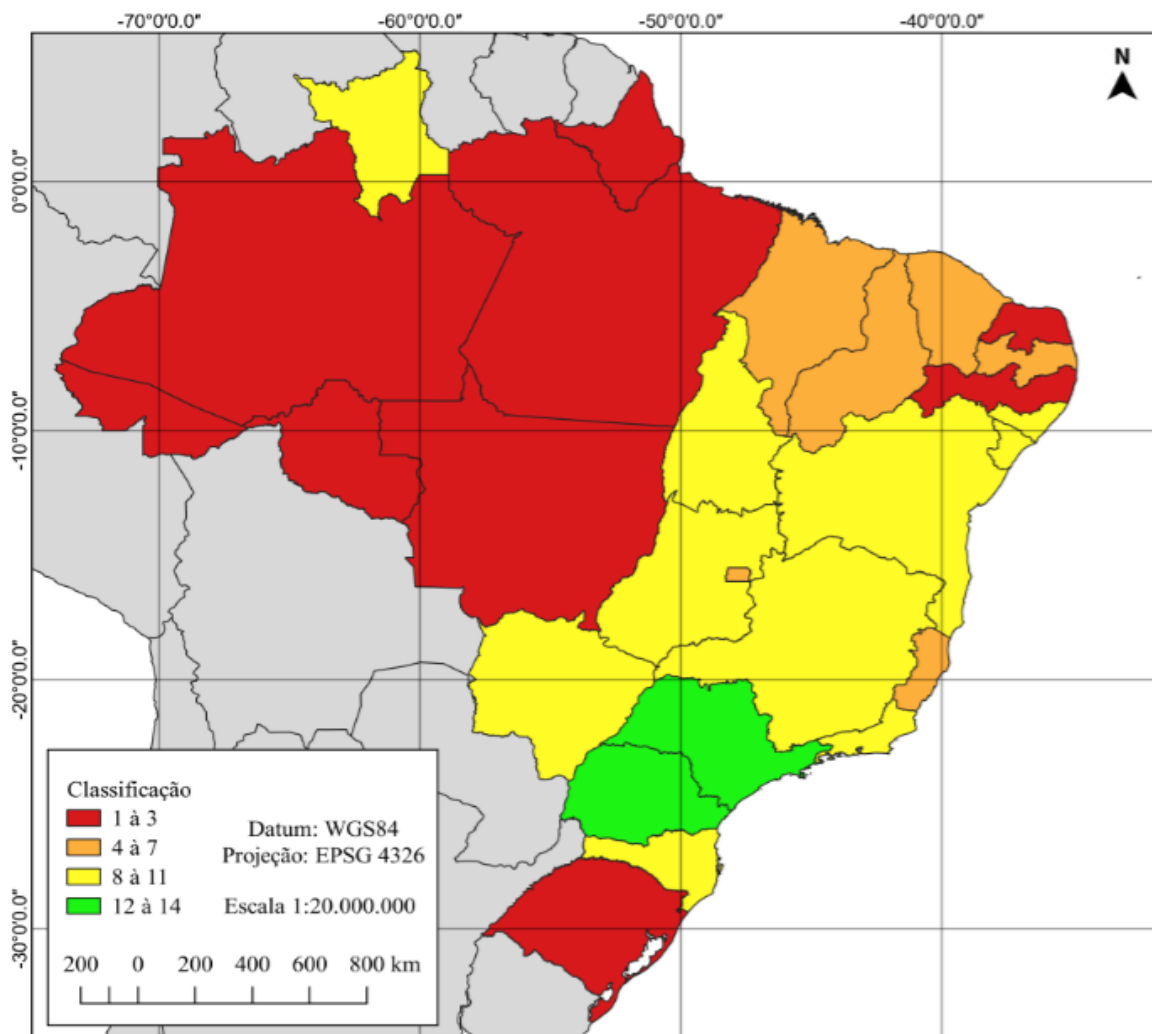 -70°0'0.0" -60°0'0.0" -50°0'0.0" -40°0'0.0"
N
0°0'0.0"
-10°0'0.0"
-20°0'0.0"
-30°0'0.0"
Classificação
1 à 3
4 à 7
8 à 11
12 à 14
Datum: WGS84
Projeção: EPSG 4326
Escala 1:20.000.000
200 0 200 400 600 800 km